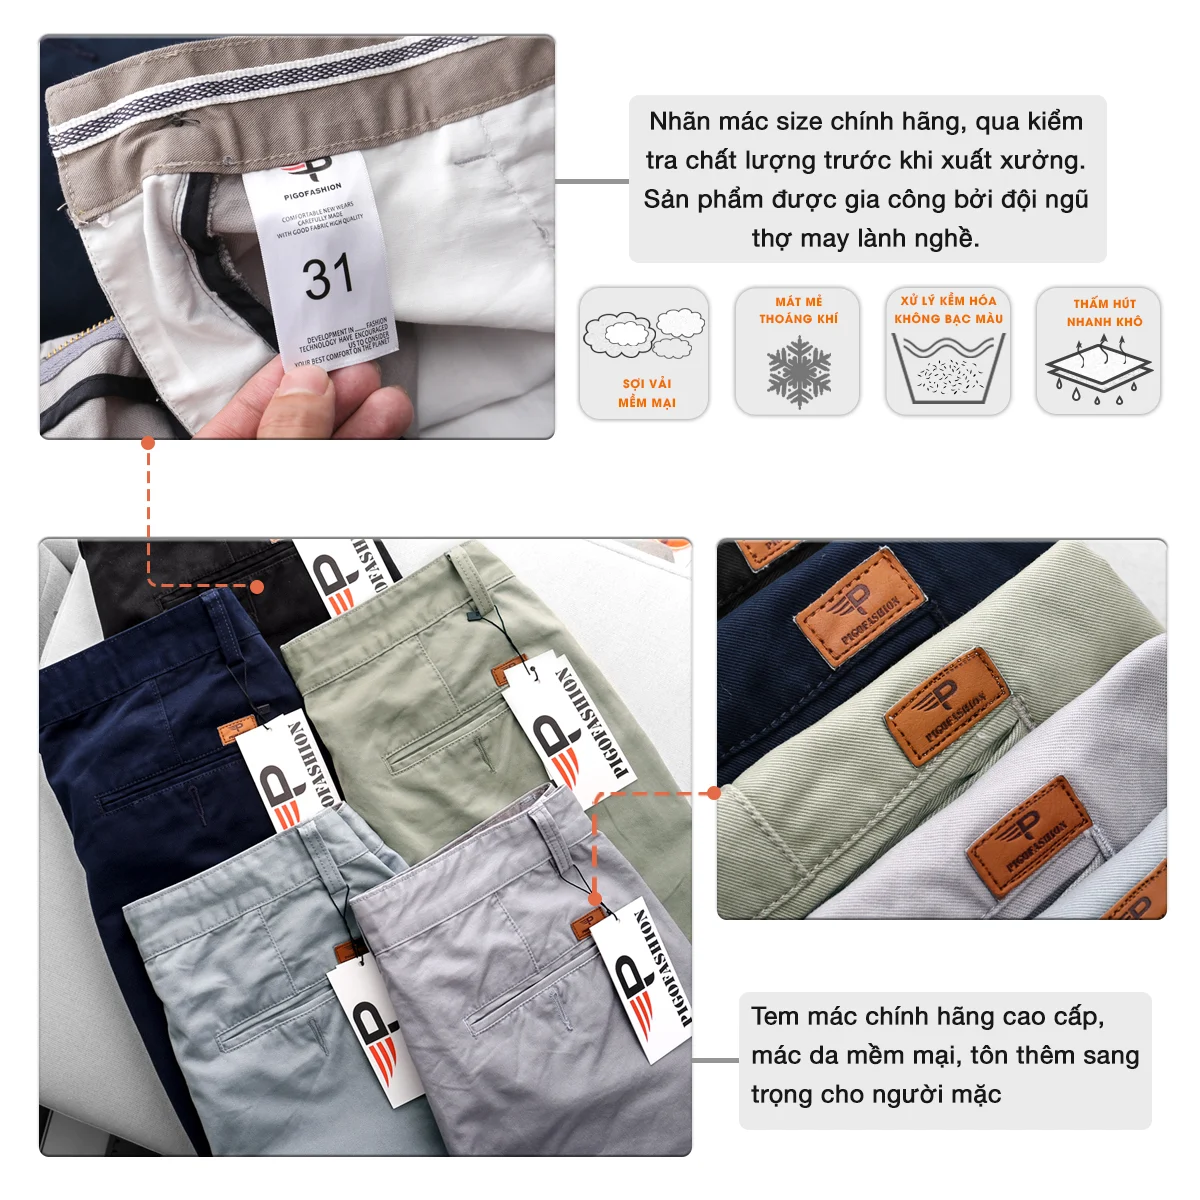 Nhãn mác size chính hãng, qua kiểm
tra chất lượng trước khi xuất xưởng.
Sản phẩm được gia công bởi đội ngũ
thợ may lành nghề.
PIGOFASHION
COMFORTABLE NEW WEARS
CAREFULLY MADE
WITH GOOD FABRIC HIGH QUALITY
31
DEVELOPMENT IN ___ FASHION
TECHNOLOGY HAVE ENCOURAGED
US TO CONSIDER
YOUR BEST COMFORT ON THE PLANET
SỢI VẢI
MỀM MẠI
MÁT MẺ
THOÁNG KHÍ
XỬ LÝ KỀM HÓA
KHÔNG BẠC MÀU
THẤM HÚT
NHANH KHÔ
PIGOFASHION
PIGOFASHION
PIGOFASHION
PIGOFASHION
PIGOFASHION
PIGOFASHION
PIGOFASHION
Tem mác chính hãng cao cấp,
mác da mềm mại, tôn thêm sang
trọng cho người mặc